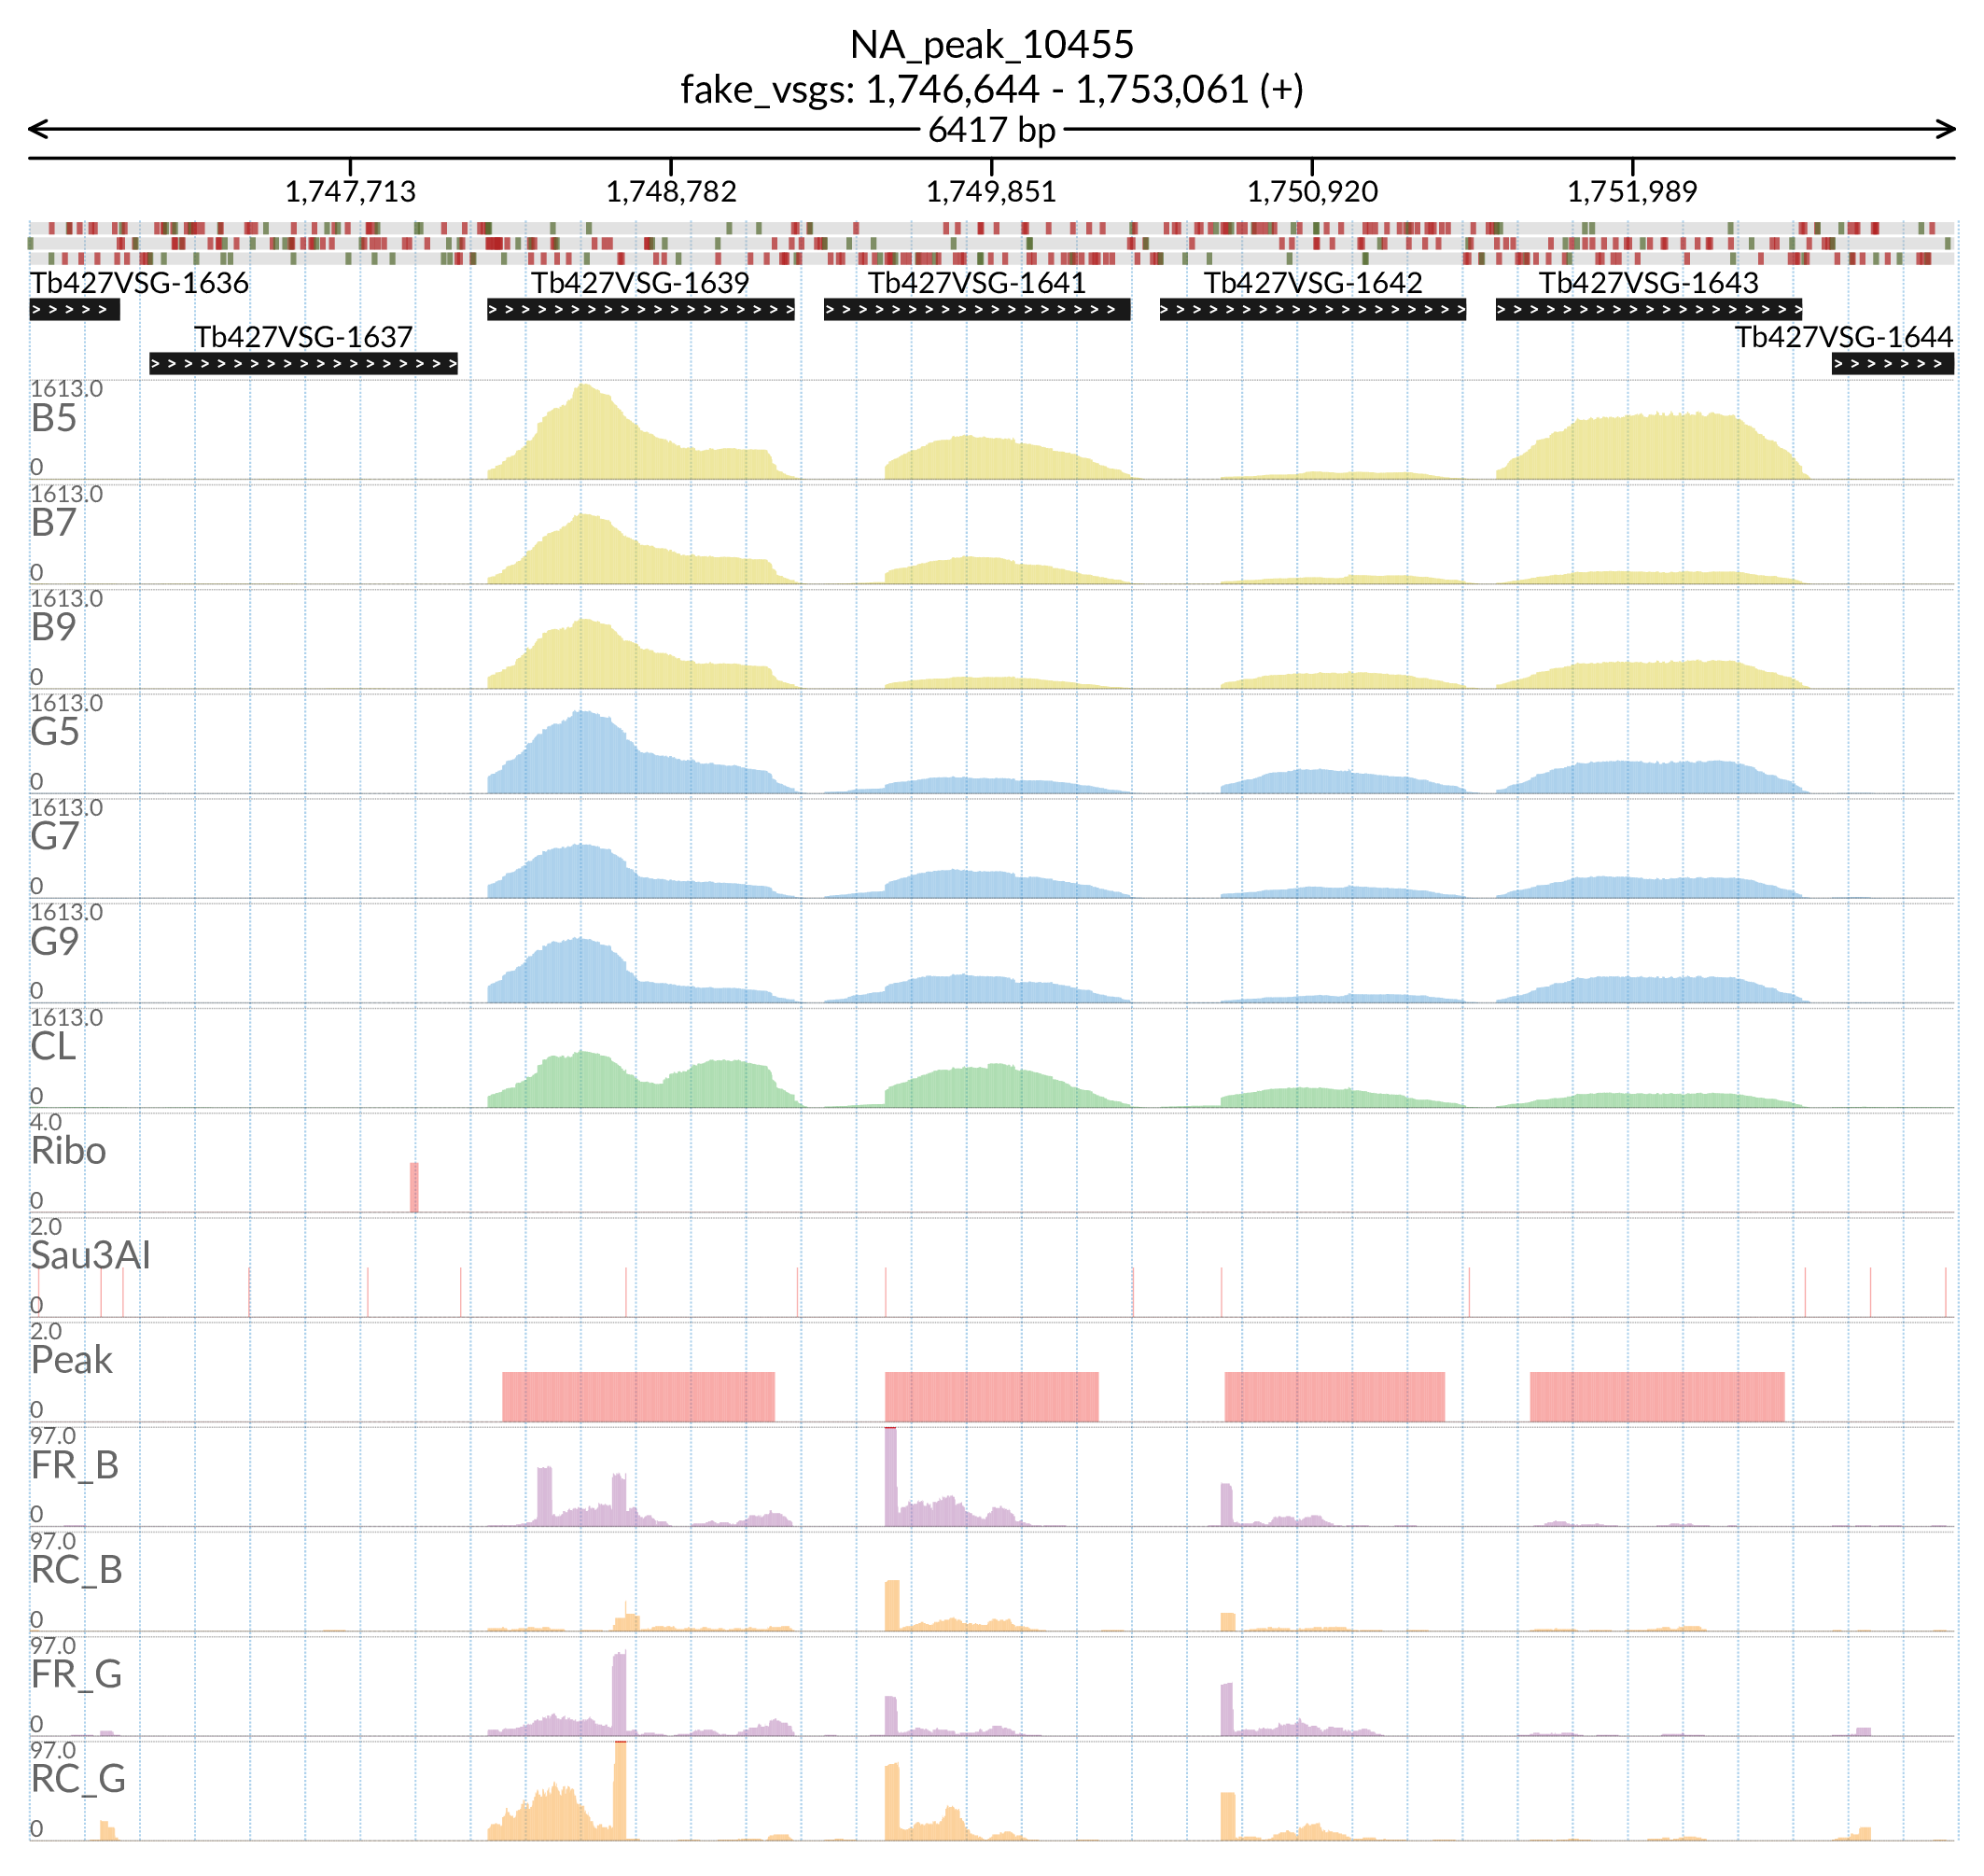 NA_peak_10455
fake_vsgs: 1,746,644 - 1,753,061 (+)
6417 bp
1,747,713 1,748,782 1,749,851 1,750,920 1,751,989
Tb427VSG-1636 Tb427VSG-1639 Tb427VSG-1641 Tb427VSG-1642 Tb427VSG-1643
Tb427VSG-1637 Tb427VSG-1644
1613.0
B5
0
1613.0
B7
0
1613.0
B9
0
1613.0
G5
0
1613.0
G7
0
1613.0
G9
0
1613.0
CL
0
4.0
Ribo
0
2.0
Sau3AI
0
2.0
Peak
0
97.0
FR_B
0
97.0
RC_B
0
97.0
FR_G
0
97.0
RC_G
0